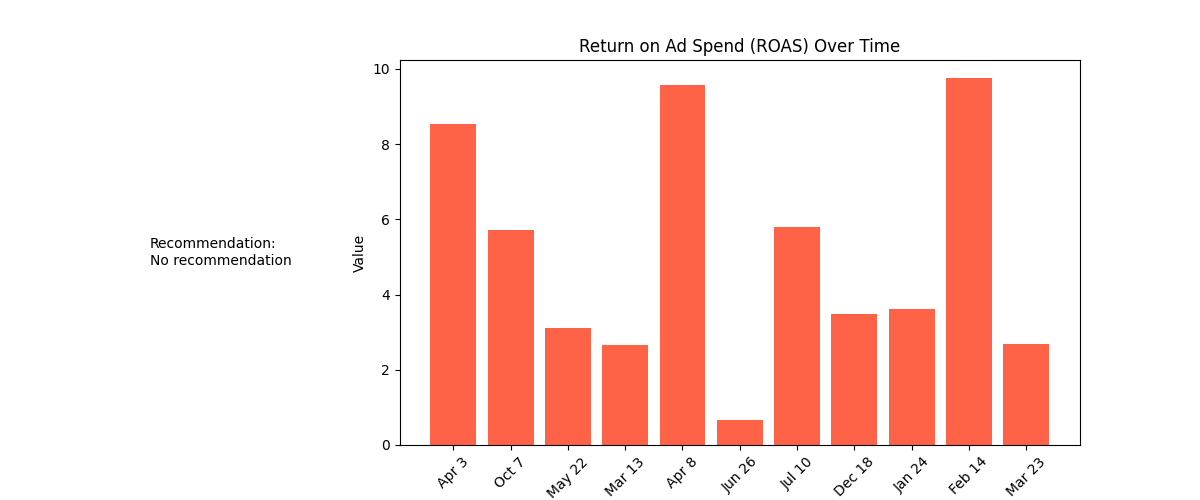 Return on Ad Spend (ROAS) Over Time
Recommendation:
No recommendation
Value
10
8
6
4
2
0
Apr 3
Oct 7
May 22
Mar 13
Apr 8
Jun 26
Jul 10
Dec 18
Jan 24
Feb 14
Mar 23